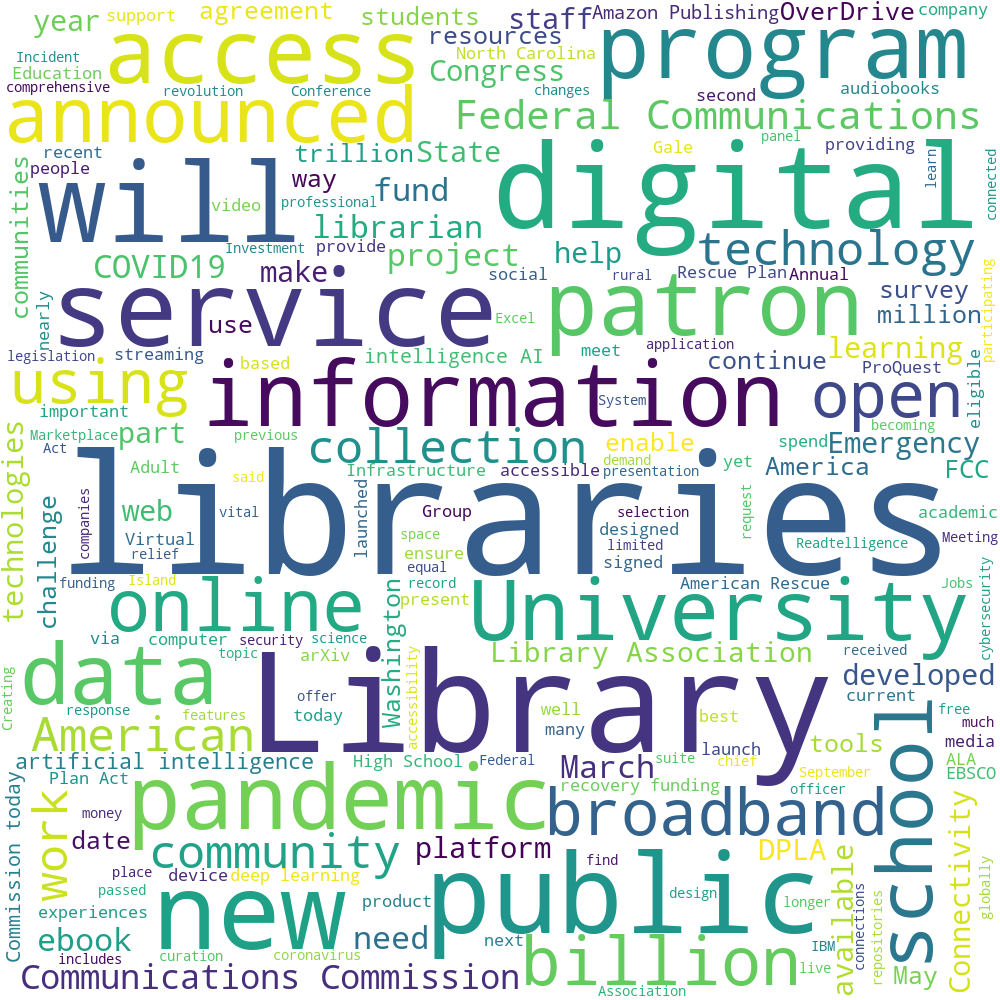 year
support
agreement
students
staff
Amazon Publishing
OverDrive
company
access
resources
program
Incident
Education
North Carolina
Congress
comprehensive
revolution
Conference
changes
second
audiobooks
announced
Federal Communications
panel
recent
people
trillion
State
Gale
providing
learn
connected
way
fund
will
digital
video
professional
librarian
communities
Investment
provide
project
help
technology
COVID19
make
social
rural
Rescue Plan
Annual
survey
participating
nearly
service
use
Excel
patron
million
legislation
streaming
based
intelligence AI
meet
application
continue
learning
ProQuest
using
information
System
open
eligible
important
Marketplace
part
previous
collection
enable
spend
Emergency
becoming
Act
Adult
said
Infrastructure
accessible
demand
presentation
yet
America
FCC
libraries
technologies
challenge
companies
web
vital
launched
Group
selection
request
academic
Virtual
relief
space
designed
limited
signed
Readtelligence
Meeting
ensure
equal
funding
Island
record
American Rescue
Jobs
cybersecurity
online
present
University
via
computer
security
science
topic
arXiv
Washington
Library Association
received
data
Creating
response
features
offer
today
accessibility
Library
well
many
best
developed
current
free
much
media
American
artificial intelligence
Plan Act
High School
Federal
March
launch
suite
chief
tools
school
ALA
EBSCO
recovery funding
September
officer
Commission today
work
money
pandemic
broadband
date
community
platform
DPLA
Connectivity
place
device
deep learning
find
passed
new
product
public
design
longer
available
globally
experiences
ebook
need
next
IBM
connections
repositories
includes
curation
coronavirus
billion
live
May
Communications Commission
Association